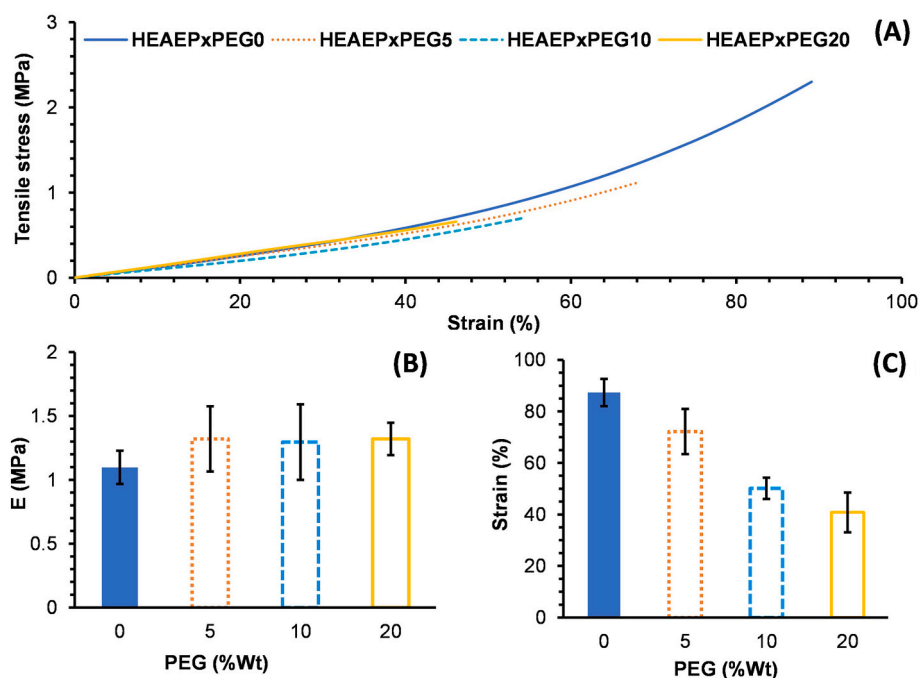 HEAEPxPEG0 HEAEPxPEG5 HEAEPxPEG10 HEAEPxPEG20 (A)
Tensile stress (MPa)
3
2
1
0
0 20 40 60 80 100
Strain (%)
(B)
E (MPa)
2
1.5
1
0.5
0
0 5 10 20
PEG (%Wt)
(C)
Strain (%)
100
80
60
40
20
0
0 5 10 20
PEG (%Wt)